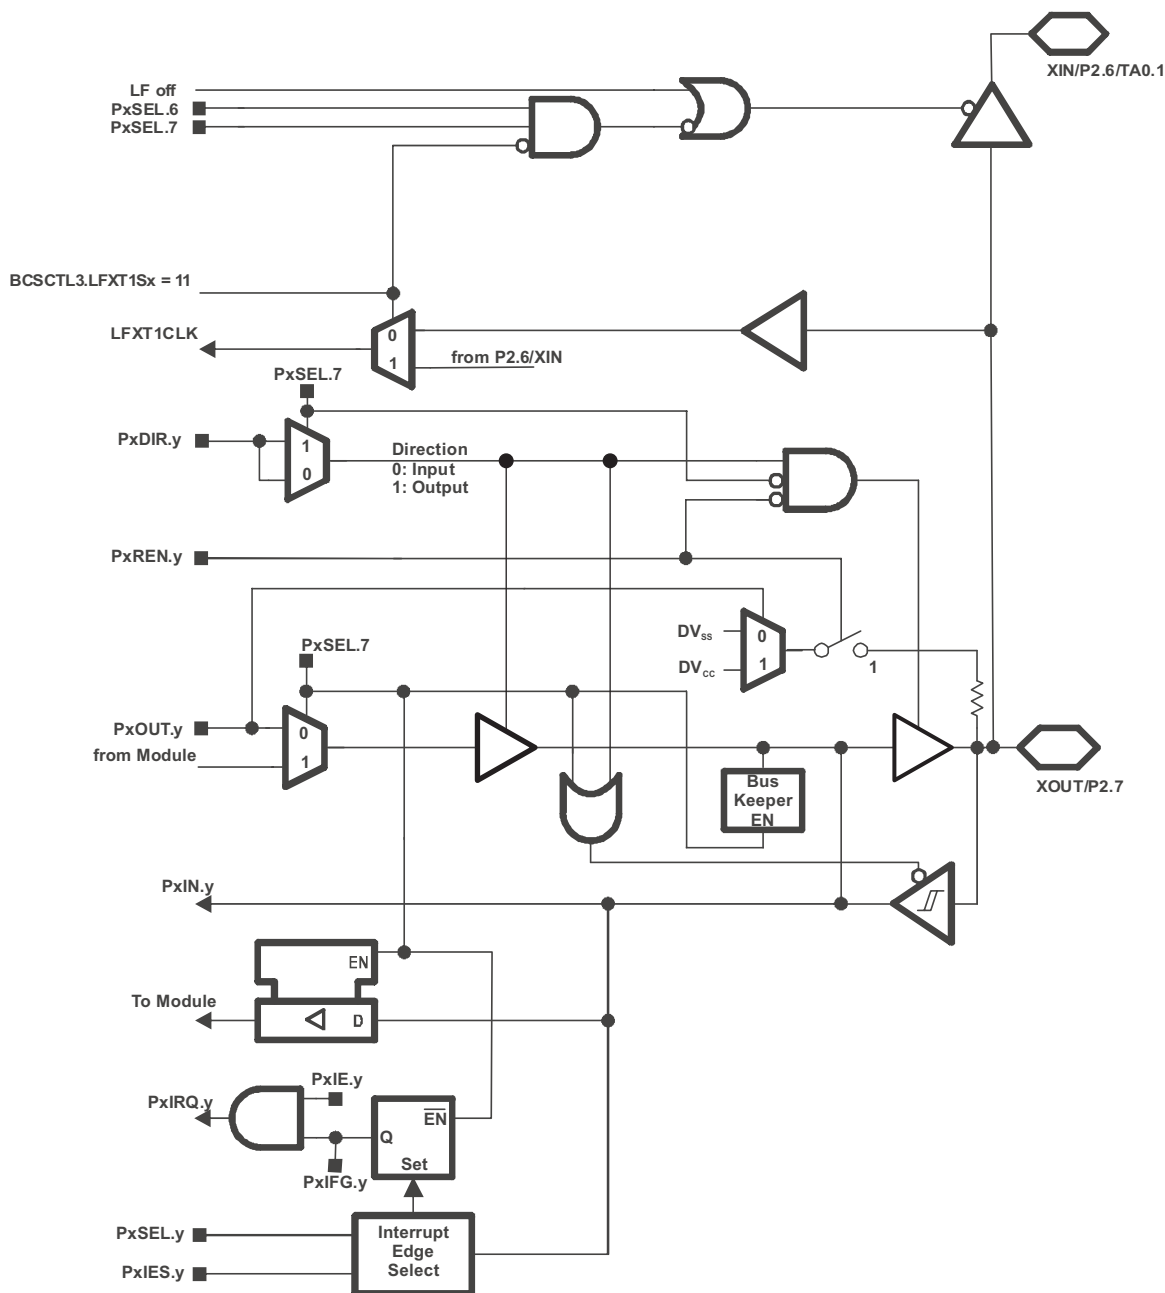 XIN/P2.6/TA0.1
LF off
PxSEL.6
PxSEL.7
BCSCTL3.LFXT1Sx = 11
LFXT1CLK
0
1
from P2.6/XIN
PxSEL.7
PxDIR.y
1
0
Direction
0: Input
1: Output
PxREN.y
DVSS
0
DVCC
1
1
PxSEL.7
PxOUT.y
0
from Module
1
Bus
Keeper
EN
XOUT/P2.7
PxIN.y
EN
To Module
D
PxIE.y
PxIRQ.y
EN
Q
Set
PxIFG.y
PxSEL.y
PxIES.y
Interrupt
Edge
Select